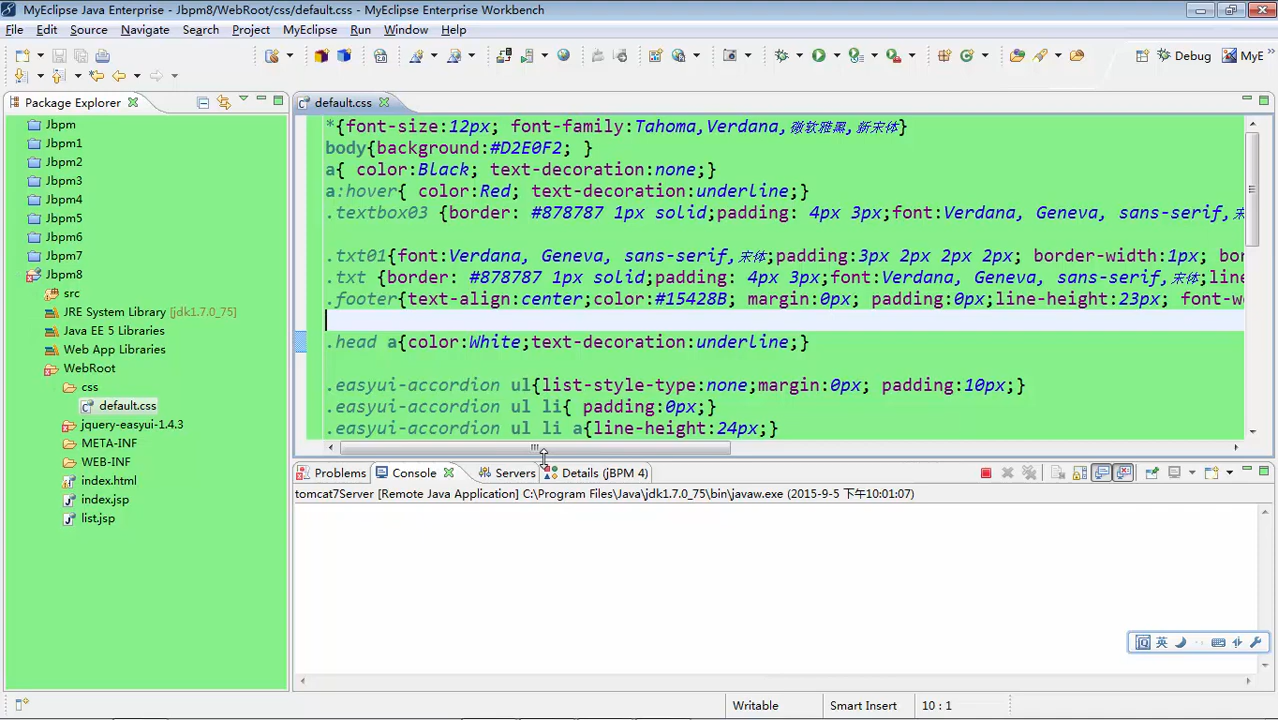 MyEclipse Java Enterprise - Jbpm8/WebRoot/css/default.css - MyEclipse Enterprise Workbench
File Edit Source Navigate Search Project MyEclipse Run Window Help
Debug MyE
Package Explorer
default.css
Jbpm
Jbpm1
Jbpm2
Jbpm3
Jbpm4
Jbpm5
Jbpm6
Jbpm7
Jbpm8
src
JRE System Library [jdk1.7.0_75]
Java EE 5 Libraries
Web App Libraries
WebRoot
css
default.css
jquery-easyui-1.4.3
META-INF
WEB-INF
index.html
index.jsp
list.jsp
*{font-size:12px; font-family:Tahoma,Verdana,微软雅黑,新宋体}
body{background:#D2E0F2; }
a{ color:Black; text-decoration:none;}
a:hover{ color:Red; text-decoration:underline;}
.textbox03 {border: #878787 1px solid;padding: 4px 3px;font:Verdana, Geneva, sans-serif,宋
.txt01{font:Verdana, Geneva, sans-serif,宋体;padding:3px 2px 2px 2px; border-width:1px; bor
.txt {border: #878787 1px solid;padding: 4px 3px;font:Verdana, Geneva, sans-serif,宋体;line
.footer{text-align:center;color:#15428B; margin:0px; padding:0px;line-height:23px; font-w
.head a{color:White;text-decoration:underline;}
.easyui-accordion ul{list-style-type:none;margin:0px; padding:10px;}
.easyui-accordion ul li{ padding:0px;}
.easyui-accordion ul li a{line-height:24px;}
Problems Console Servers Details (jBPM 4)
tomcat7Server [Remote Java Application] C:\Program Files\Java\jdk1.7.0_75\bin\javaw.exe (2015-9-5 下午10:01:07)
英
Writable Smart Insert 10 : 1